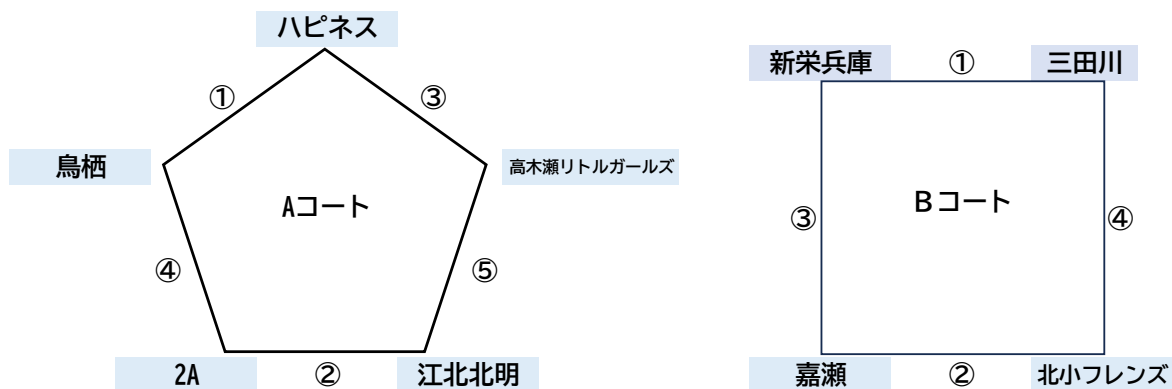 ハピネス
①
③
鳥栖
高木瀬リトルガールズ
Aコート
④
⑤
2A
②
江北北明
新栄兵庫
①
三田川
③
Bコート
④
嘉瀬
②
北小フレンズ